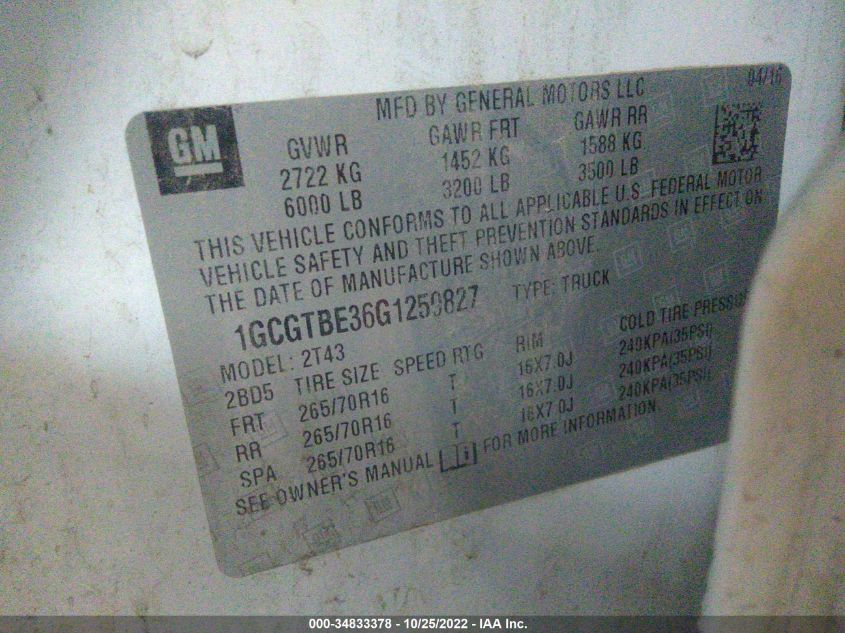 MFD BY GENERAL MOTORS LLC 04/16
GM
GVWR GAWR FRT GAWR RR
2722 KG 1452 KG 1588 KG
6000 LB 3200 LB 3500 LB
THIS VEHICLE CONFORMS TO ALL APPLICABLE U.S. FEDERAL MOTOR
VEHICLE SAFETY AND THEFT PREVENTION STANDARDS IN EFFECT ON
THE DATE OF MANUFACTURE SHOWN ABOVE.
1GCGTBE36G1250827 TYPE: TRUCK
MODEL: 2T43
2BD5 TIRE SIZE SPEED RTG RIM COLD TIRE PRESSU
FRT 265/70R16 T 16X7.0J 240KPA(35PSI)
RR 265/70R16 T 16X7.0J 240KPA(35PSI)
SPA 265/70R16 T 16X7.0J 240KPA(35PSI)
SEE OWNER'S MANUAL FOR MORE INFORMATION.
000-34833378 - 10/25/2022 - IAA Inc.